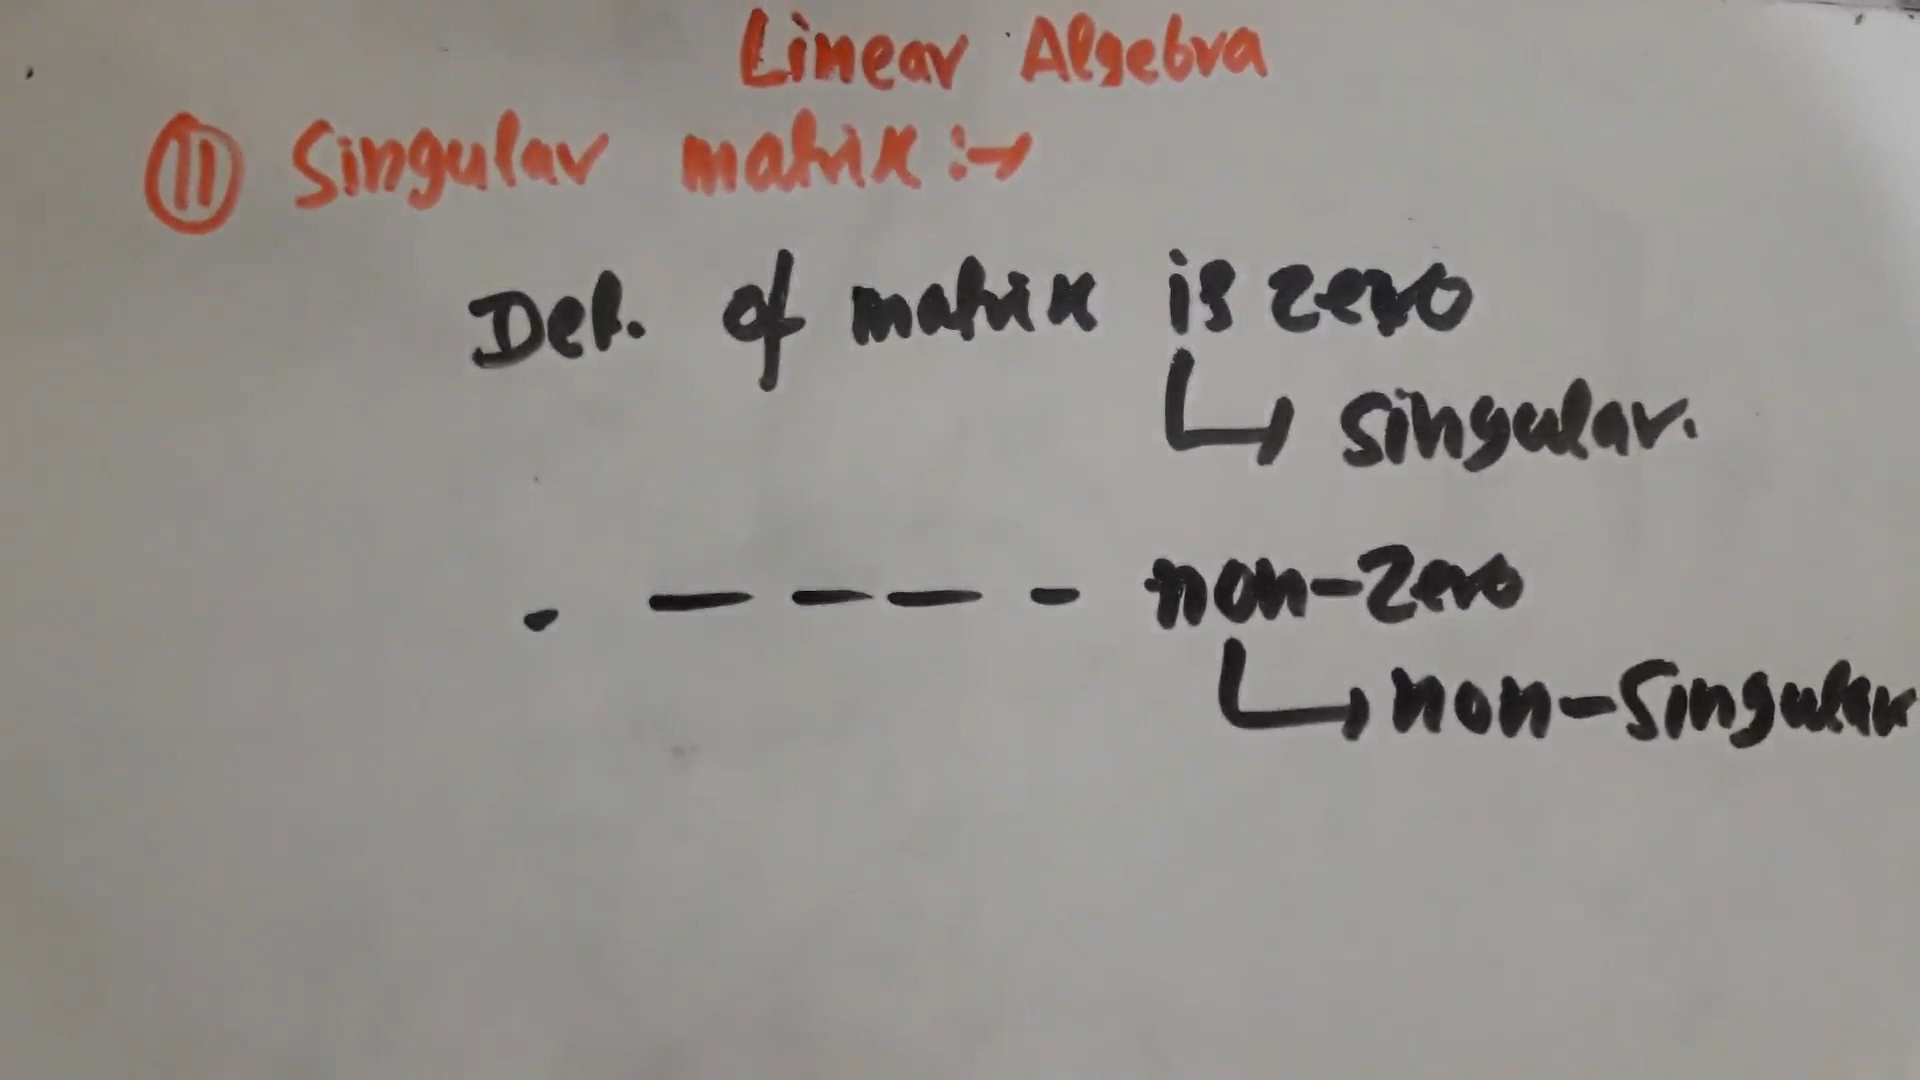 Linear Algebra
11 Singular matrix :→
Det. of matrix is zero
↳ singular.
. — — — - non-zero
↳ non-singular